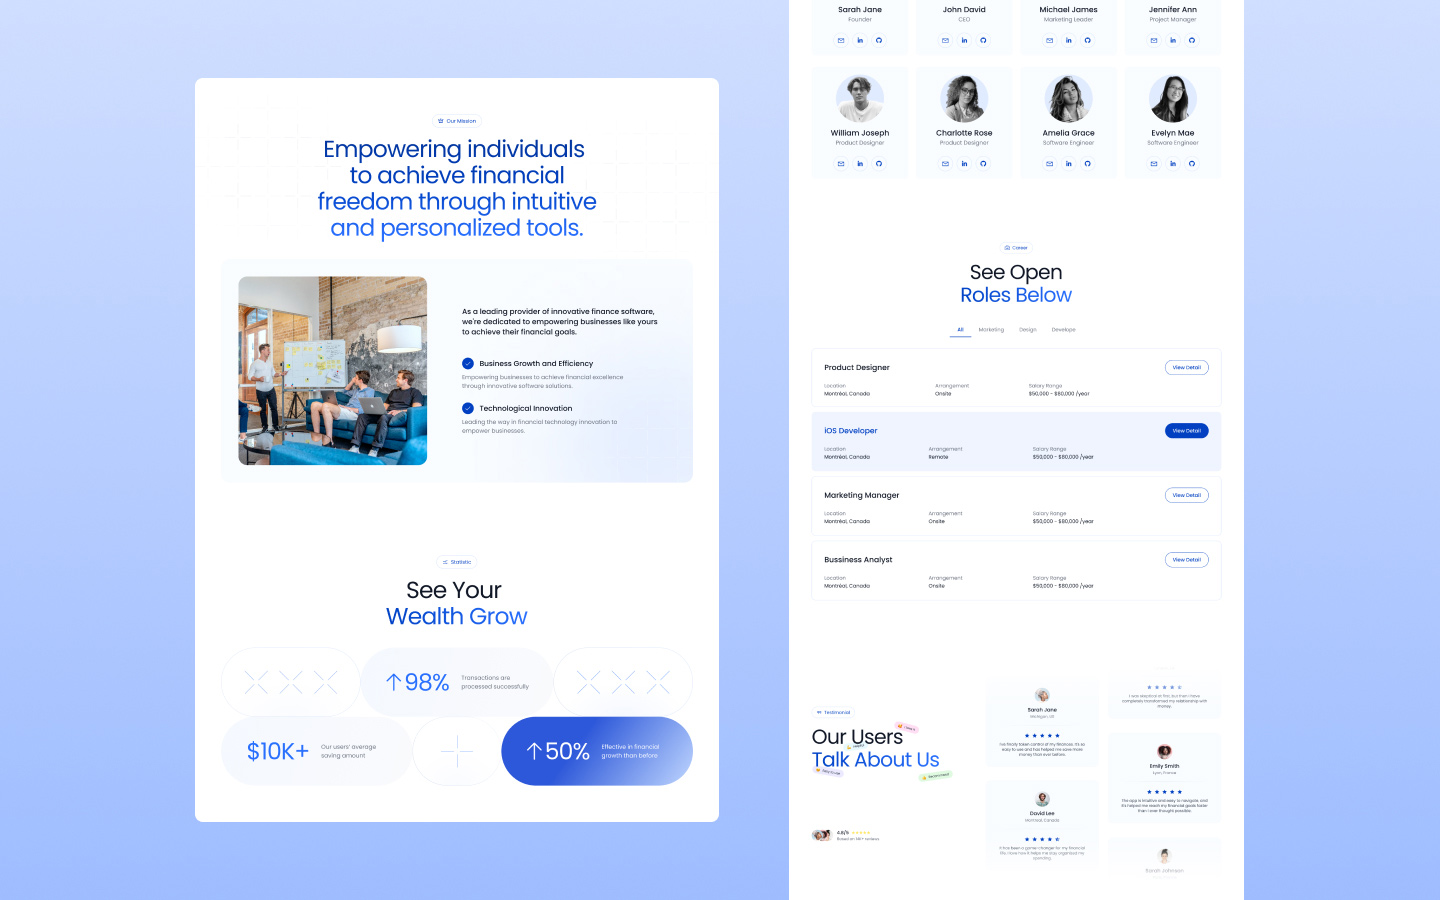 Our Mission
Empowering individuals
to achieve financial
freedom through intuitive
and personalized tools.
As a leading provider of innovative finance software,
we're dedicated to empowering businesses like yours
to achieve their financial goals.
Business Growth and Efficiency
Empowering businesses to achieve financial excellence
through innovative software solutions.
Technological Innovation
Leading the way in financial technology innovation to
empower businesses.
Statistic
See Your
Wealth Grow
98%
Transactions are
processed successfully
$10K+
Our users' average
saving amount
50%
Effective in financial
growth than before
Sarah Jane
Founder
John David
CEO
Michael James
Marketing Leader
Jennifer Ann
Project Manager
William Joseph
Product Designer
Charlotte Rose
Product Designer
Amelia Grace
Software Engineer
Evelyn Mae
Software Engineer
Career
See Open
Roles Below
All Marketing Design Develope
Product Designer
View Detail
Location Arrangement Salary Range
Montréal, Canada Onsite $50,000 - $80,000 /year
iOS Developer
View Detail
Location Arrangement Salary Range
Montréal, Canada Remote $50,000 - $80,000 /year
Marketing Manager
View Detail
Location Arrangement Salary Range
Montréal, Canada Onsite $50,000 - $80,000 /year
Bussiness Analyst
View Detail
Location Arrangement Salary Range
Montréal, Canada Onsite $50,000 - $80,000 /year
Testimonial
Our Users
Talk About Us
4.8/5
Sarah Jane
Michigan, US
I've finally taken control of my finances. It's so
easy to use and has helped me save more
money than ever before.
David Lee
Montreal, Canada
It has been a game-changer for my financial
life. I love how it helps me stay organized my
spending.
I was skeptical at first, but then I have
completely transformed my relationship with
money.
Emily Smith
Lyon, France
The app is intuitive and easy to navigate, and
it's helped me reach my financial goals faster
than I ever thought possible.
Sarah Johnson